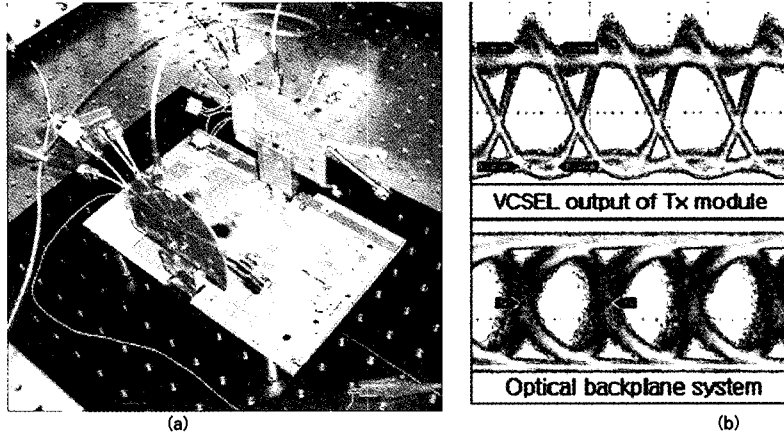 VCSEL output of Tx module
Optical backplane system
(a)
(b)